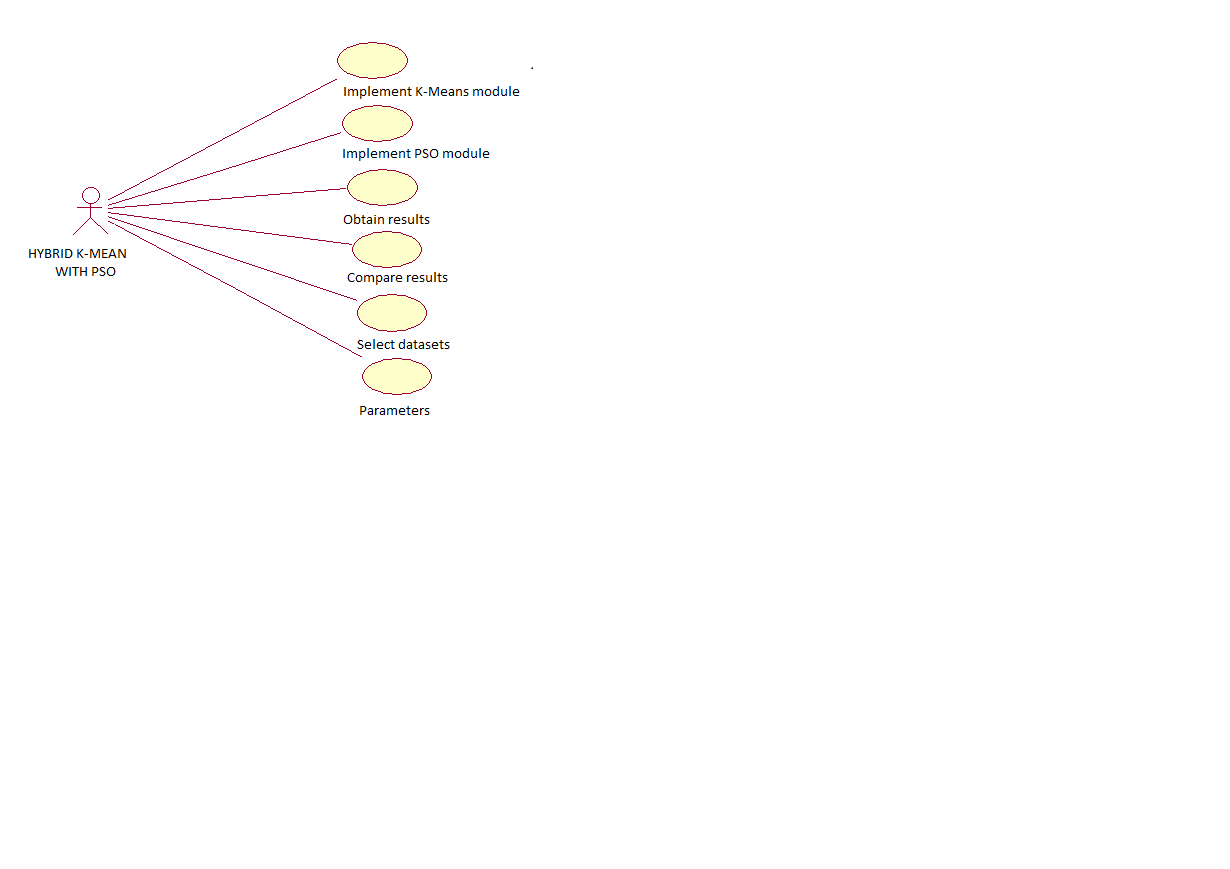 Implement K-Means module
Implement PSO module
Obtain results
HYBRID K-MEAN
WITH PSO
Compare results
Select datasets
Parameters